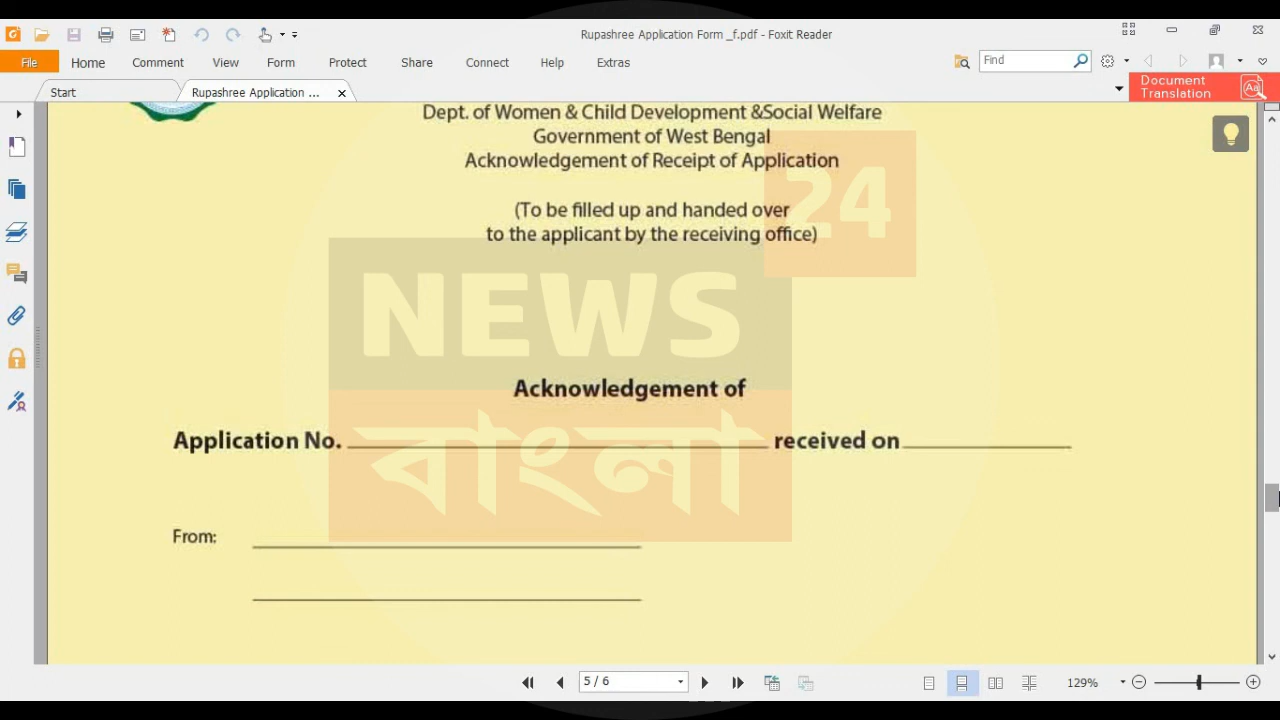 Rupashree Application Form _f.pdf - Foxit Reader
File Home Comment View Form Protect Share Connect Help Extras
Find
Start Rupashree Application ...
Document
Translation
Dept. of Women & Child Development &Social Welfare
Government of West Bengal
Acknowledgement of Receipt of Application
(To be filled up and handed over
to the applicant by the receiving office)
24
NEWS
বাংলা
Acknowledgement of
Application No. received on
From:
5 / 6
129%